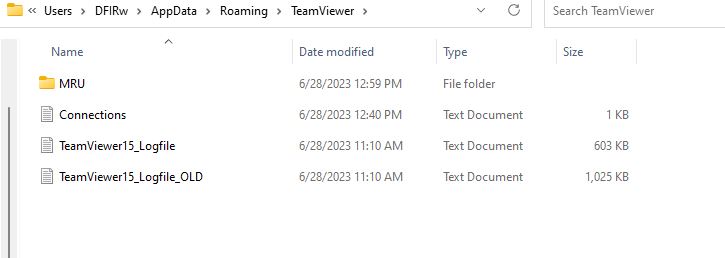 « Users > DFIRw > AppData > Roaming > TeamViewer > Search TeamViewer
Name Date modified Type Size
MRU 6/28/2023 12:59 PM File folder
Connections 6/28/2023 12:40 PM Text Document 1 KB
TeamViewer15_Logfile 6/28/2023 11:10 AM Text Document 603 KB
TeamViewer15_Logfile_OLD 6/28/2023 11:10 AM Text Document 1,025 KB